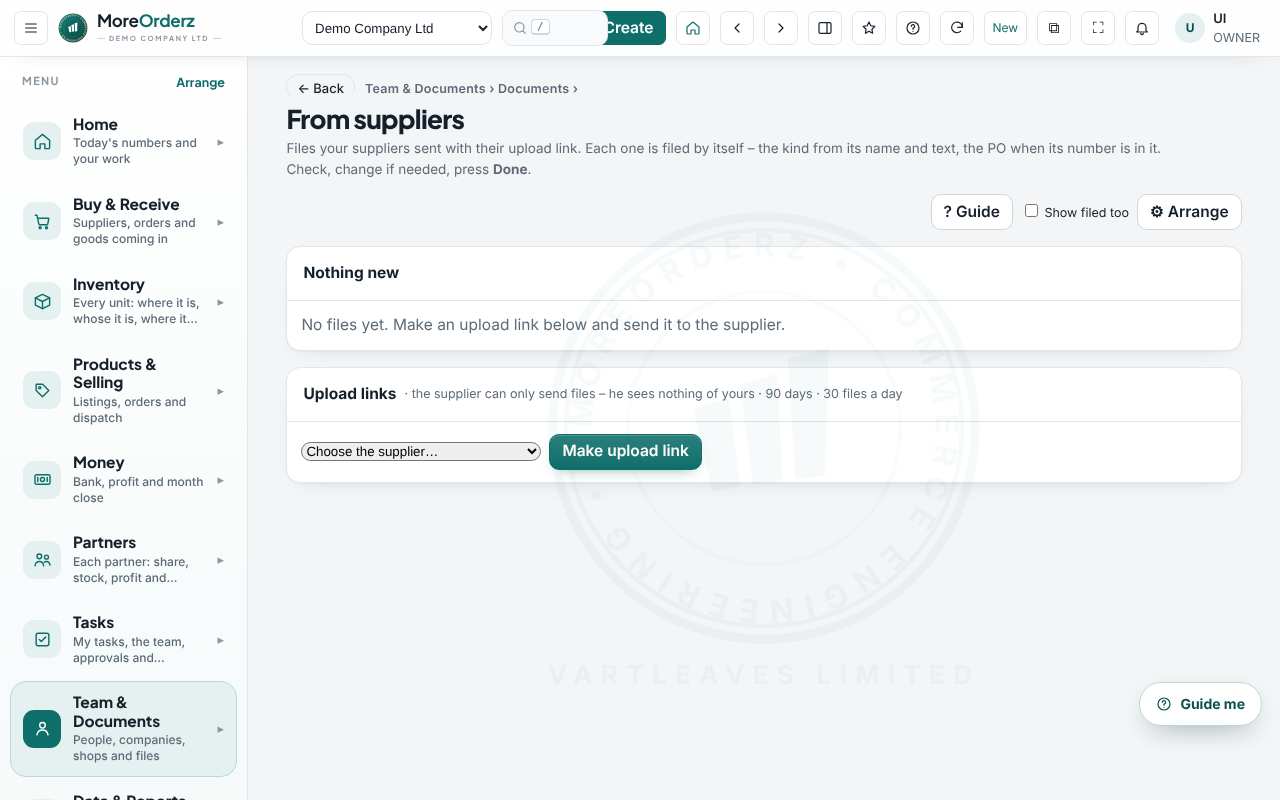 MoreOrderz
— DEMO COMPANY LTD —
Demo Company Ltd
/
Create
New
U
UI
OWNER
MENU
Arrange
Home
Today's numbers and
your work
Buy & Receive
Suppliers, orders and
goods coming in
Inventory
Every unit: where it is,
whose it is, where it...
Products &
Selling
Listings, orders and
dispatch
Money
Bank, profit and month
close
Partners
Each partner: share,
stock, profit and...
Tasks
My tasks, the team,
approvals and...
Team &
Documents
People, companies,
shops and files
Data & Reports
← Back
Team & Documents › Documents ›
From suppliers
Files your suppliers sent with their upload link. Each one is filed by itself – the kind from its name and text, the PO when its number is in it.
Check, change if needed, press Done.
? Guide
Show filed too
⚙ Arrange
Nothing new
No files yet. Make an upload link below and send it to the supplier.
Upload links · the supplier can only send files – he sees nothing of yours · 90 days · 30 files a day
Choose the supplier…
Make upload link
MOREORDERZ • COMMERCE ENGINEERING •
VARTLEAVES LIMITED
Guide me